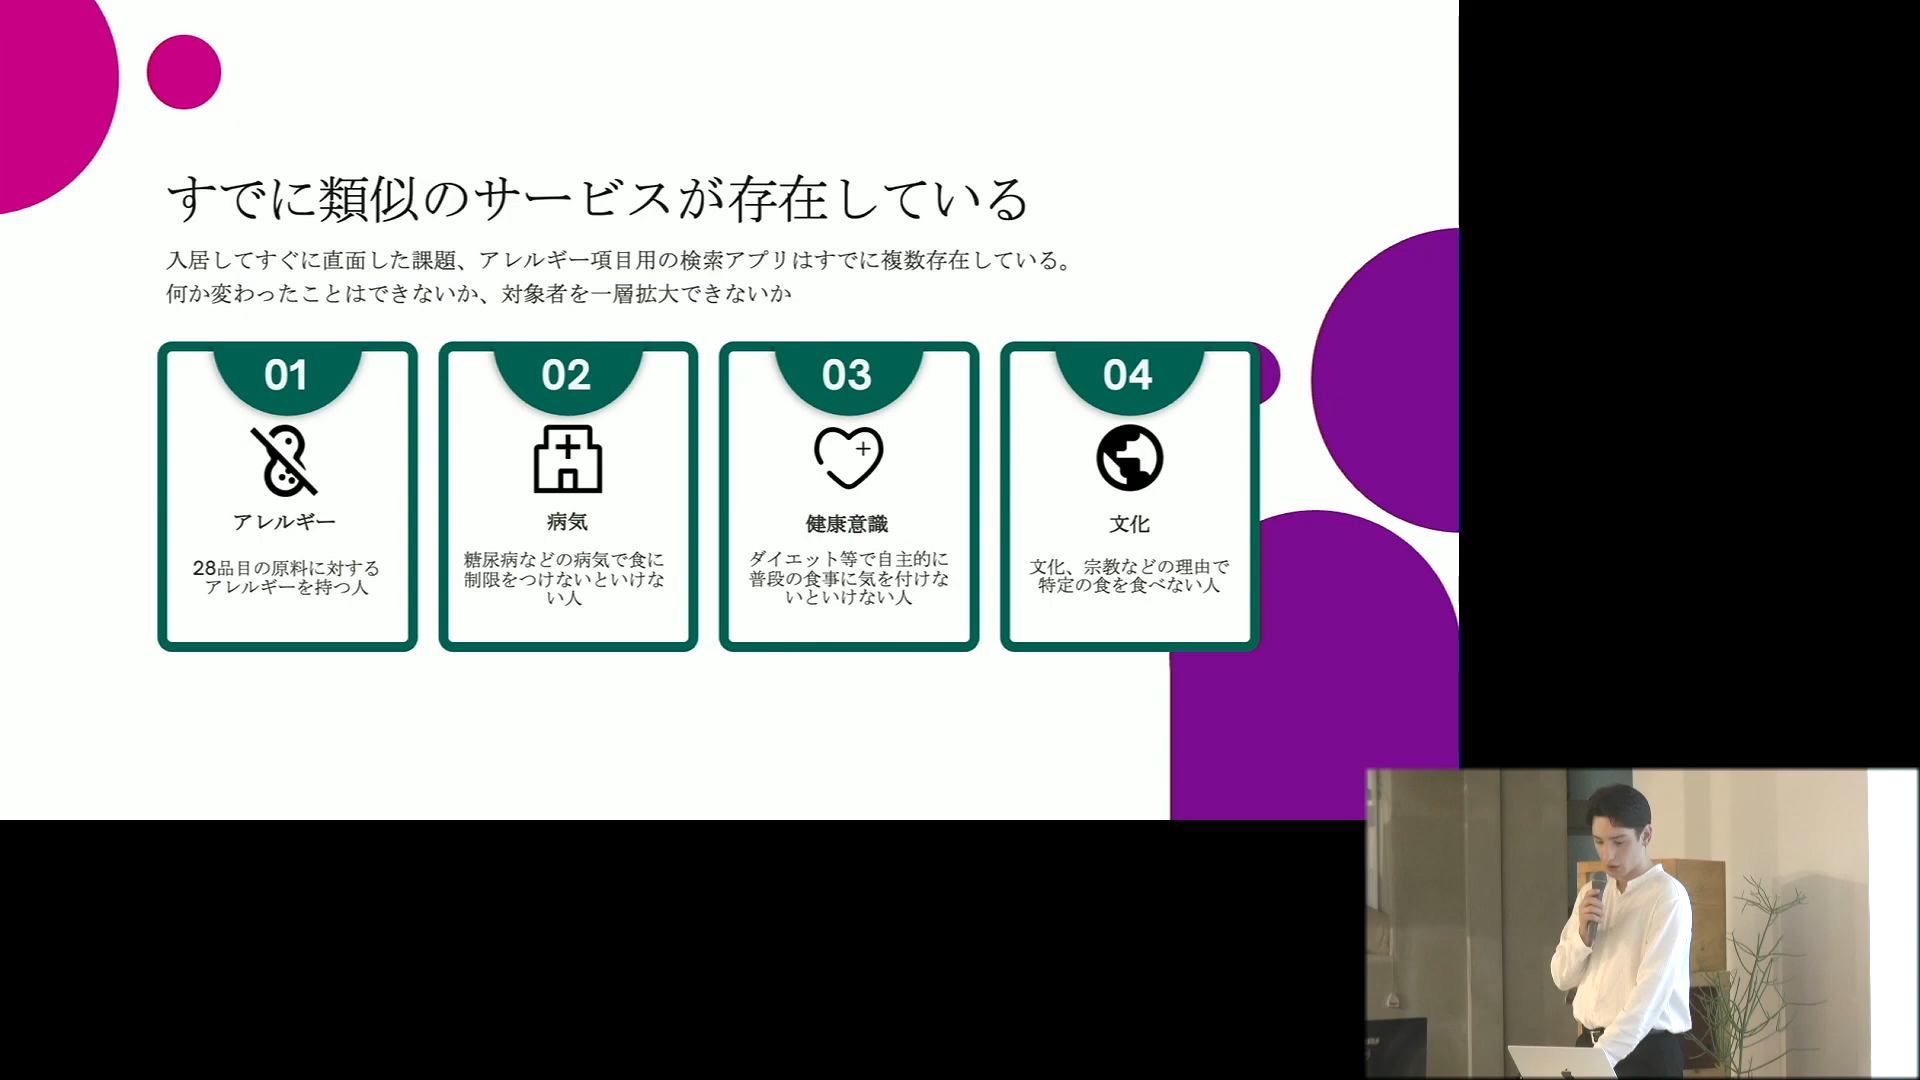 すでに類似のサービスが存在している
入居してすぐに直面した課題、アレルギー項目用の検索アプリはすでに複数存在している。
何か変わったことはできないか、対象者を一層拡大できないか
01
アレルギー
28品目の原料に対する
アレルギーを持つ人
02
病気
糖尿病などの病気で食に
制限をつけないといけな
い人
03
健康意識
ダイエット等で自主的に
普段の食事に気を付けな
いといけない人
04
文化
文化、宗教などの理由で
特定の食を食べない人